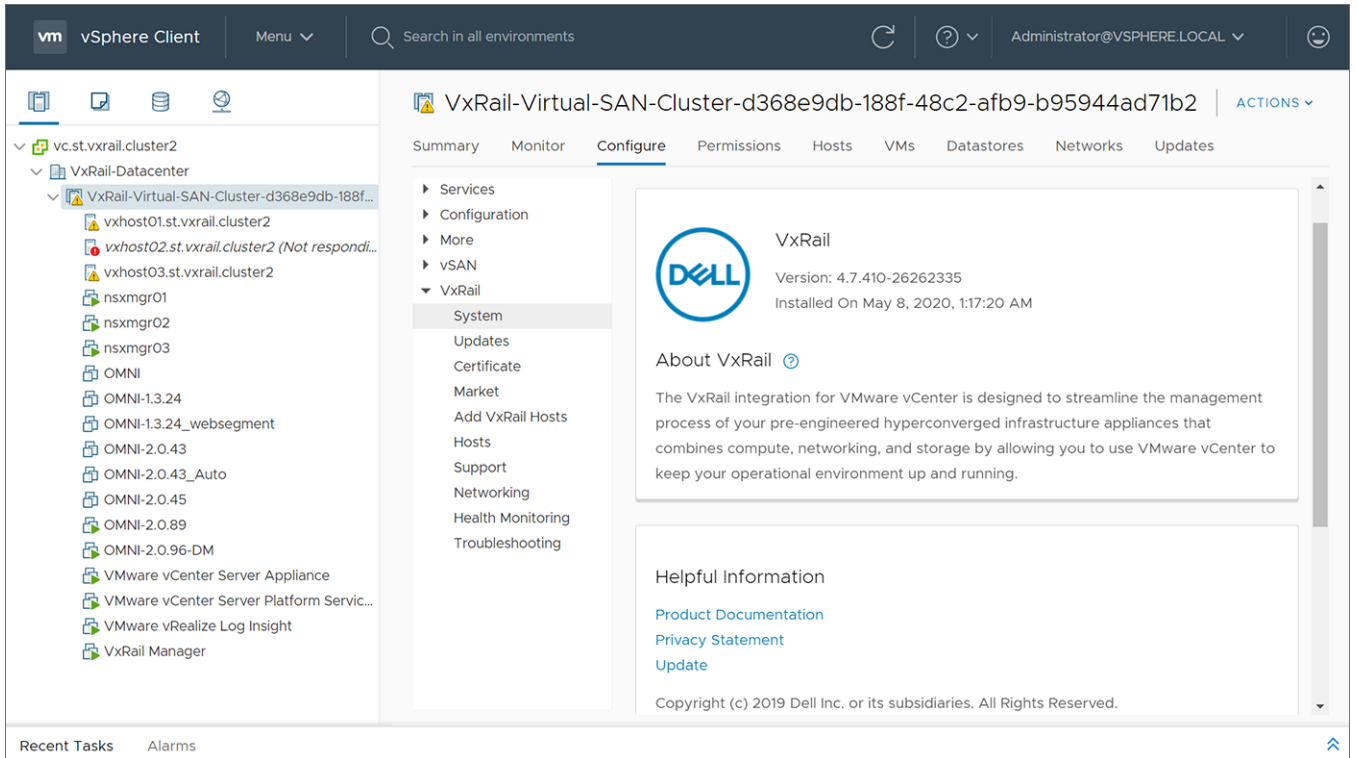 vm vSphere Client Menu Search in all environments Administrator@VSPHERE.LOCAL
vc.st.vxrail.cluster2
VxRail-Datacenter
VxRail-Virtual-SAN-Cluster-d368e9db-188f...
vxhost01.st.vxrail.cluster2
vxhost02.st.vxrail.cluster2 (Not respondi...
vxhost03.st.vxrail.cluster2
nsxmgr01
nsxmgr02
nsxmgr03
OMNI
OMNI-1.3.24
OMNI-1.3.24_websegment
OMNI-2.0.43
OMNI-2.0.43_Auto
OMNI-2.0.45
OMNI-2.0.89
OMNI-2.0.96-DM
VMware vCenter Server Appliance
VMware vCenter Server Platform Servic...
VMware vRealize Log Insight
VxRail Manager
VxRail-Virtual-SAN-Cluster-d368e9db-188f-48c2-afb9-b95944ad71b2 ACTIONS
Summary Monitor Configure Permissions Hosts VMs Datastores Networks Updates
Services
Configuration
More
vSAN
VxRail
System
Updates
Certificate
Market
Add VxRail Hosts
Hosts
Support
Networking
Health Monitoring
Troubleshooting
DELL
VxRail
Version: 4.7.410-26262335
Installed On May 8, 2020, 1:17:20 AM
About VxRail
The VxRail integration for VMware vCenter is designed to streamline the management
process of your pre-engineered hyperconverged infrastructure appliances that
combines compute, networking, and storage by allowing you to use VMware vCenter to
keep your operational environment up and running.
Helpful Information
Product Documentation
Privacy Statement
Update
Copyright (c) 2019 Dell Inc. or its subsidiaries. All Rights Reserved.
Recent Tasks Alarms